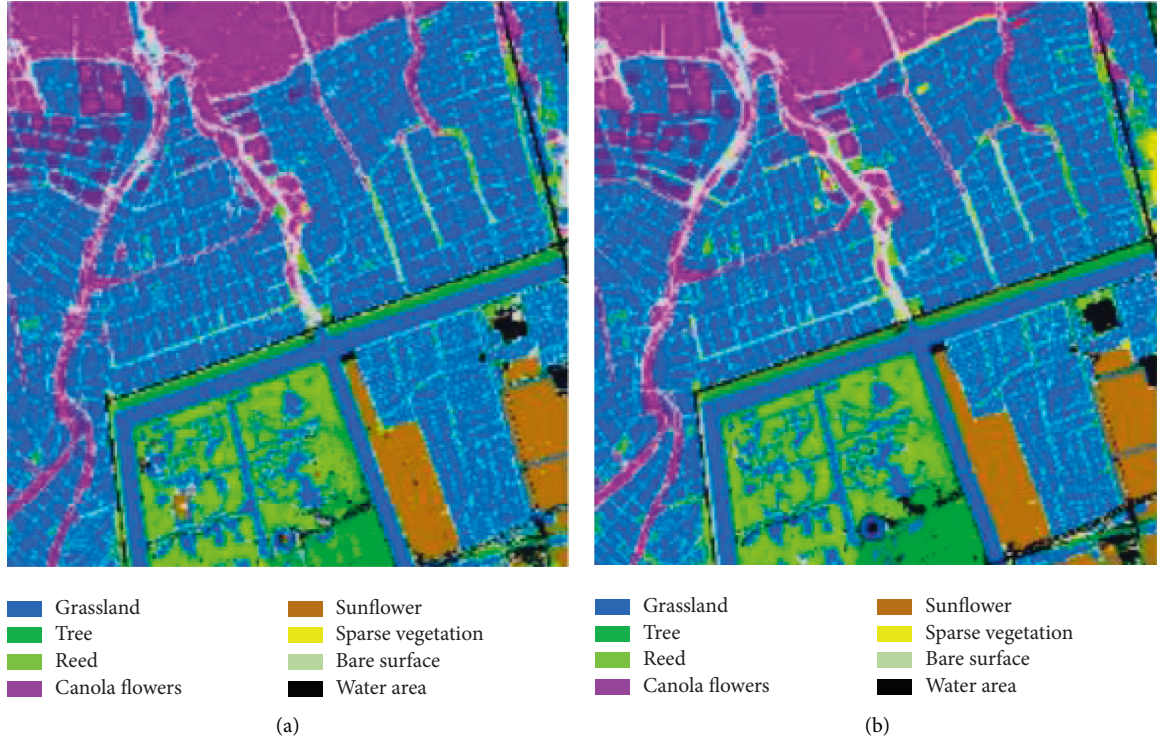 Grassland
Tree
Reed
Canola flowers
Sunflower
Sparse vegetation
Bare surface
Water area
(a)
Grassland
Tree
Reed
Canola flowers
Sunflower
Sparse vegetation
Bare surface
Water area
(b)